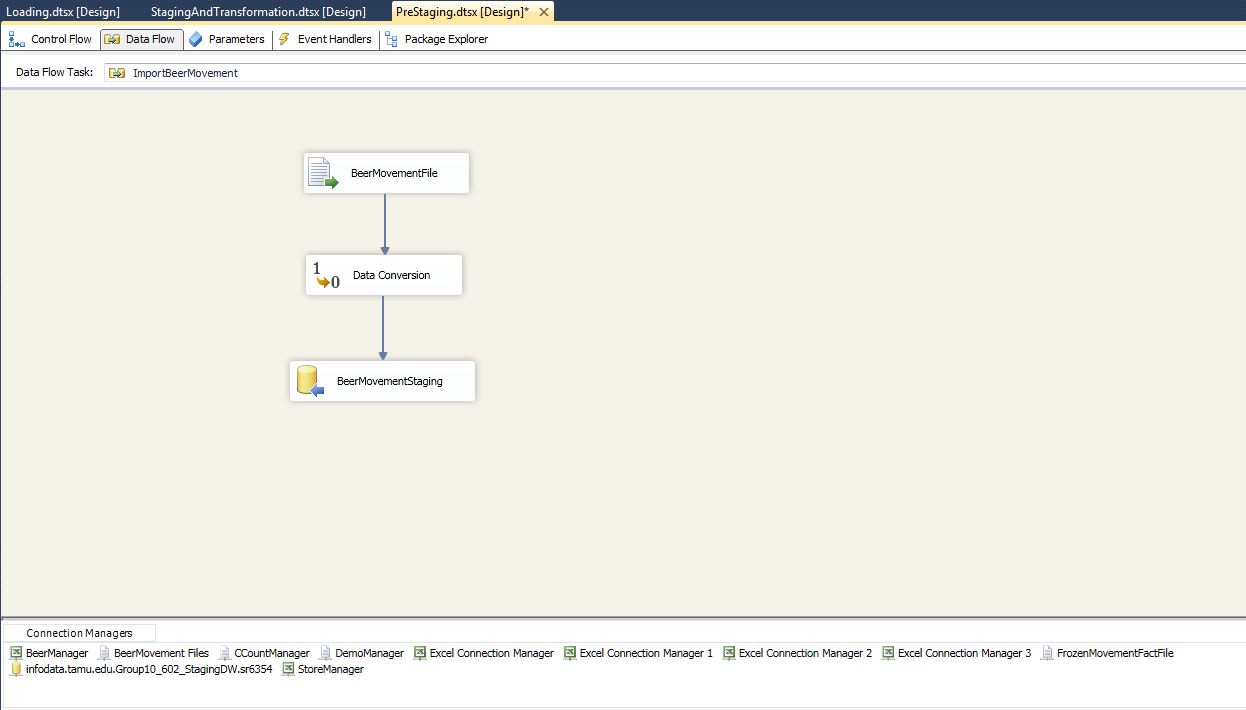 Loading.dtsx [Design] StagingAndTransformation.dtsx [Design] PreStaging.dtsx [Design]*
Control Flow Data Flow Parameters Event Handlers Package Explorer
Data Flow Task: ImportBeerMovement
BeerMovementFile
1
0
Data Conversion
BeerMovementStaging
Connection Managers
BeerManager BeerMovement Files CCountManager DemoManager Excel Connection Manager Excel Connection Manager 1 Excel Connection Manager 2 Excel Connection Manager 3 FrozenMovementFactFile
infodata.tamu.edu.Group10_602_StagingDW.sr6354 StoreManager